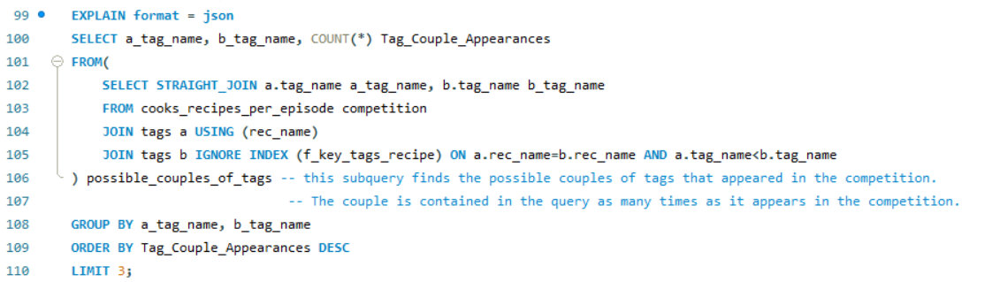 99 EXPLAIN format = json
100 SELECT a_tag_name, b_tag_name, COUNT(*) Tag_Couple_Appearances
101 FROM(
102 SELECT STRAIGHT_JOIN a.tag_name a_tag_name, b.tag_name b_tag_name
103 FROM cooks_recipes_per_episode competition
104 JOIN tags a USING (rec_name)
105 JOIN tags b IGNORE INDEX (f_key_tags_recipe) ON a.rec_name=b.rec_name AND a.tag_name<b.tag_name
106 ) possible_couples_of_tags -- this subquery finds the possible couples of tags that appeared in the competition.
107 -- The couple is contained in the query as many times as it appears in the competition.
108 GROUP BY a_tag_name, b_tag_name
109 ORDER BY Tag_Couple_Appearances DESC
110 LIMIT 3;